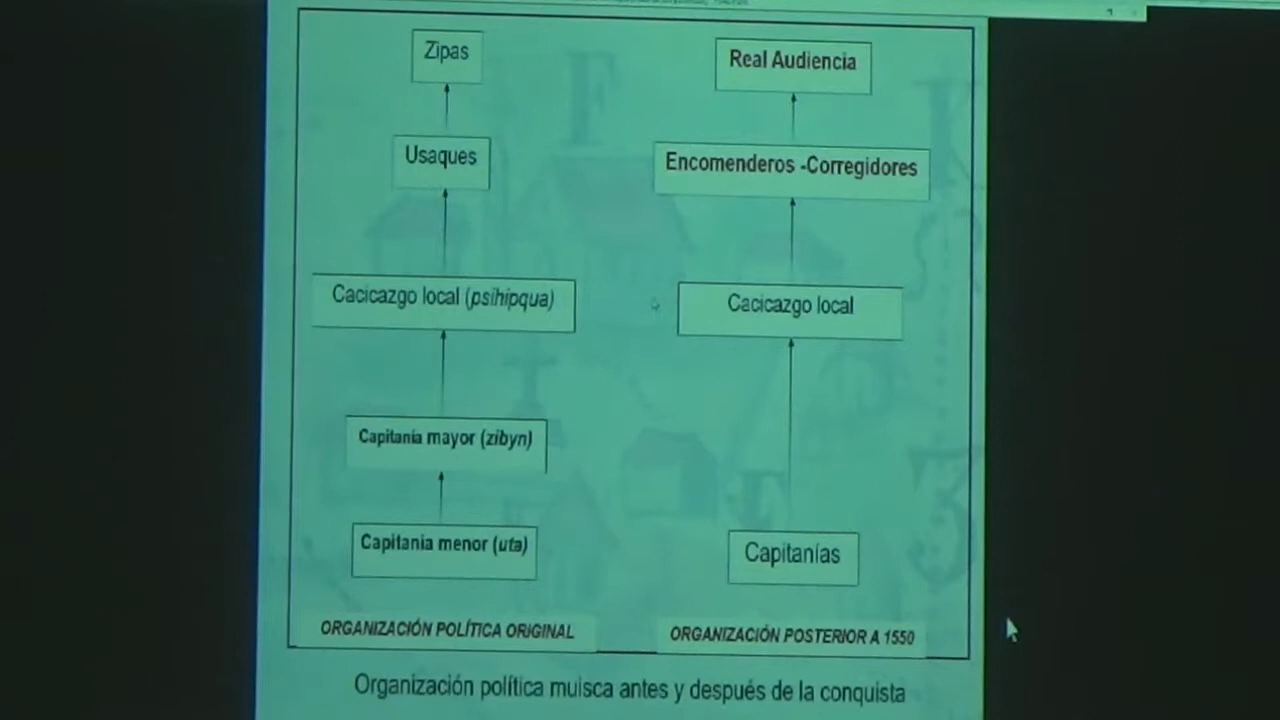 Zipas
Usaques
Cacicazgo local (psihipqua)
Capitanía mayor (zibyn)
Capitania menor (uta)
ORGANIZACIÓN POLÍTICA ORIGINAL
Real Audiencia
Encomenderos -Corregidores
Cacicazgo local
Capitanías
ORGANIZACIÓN POSTERIOR A 1550
Organización política muisca antes y después de la conquista